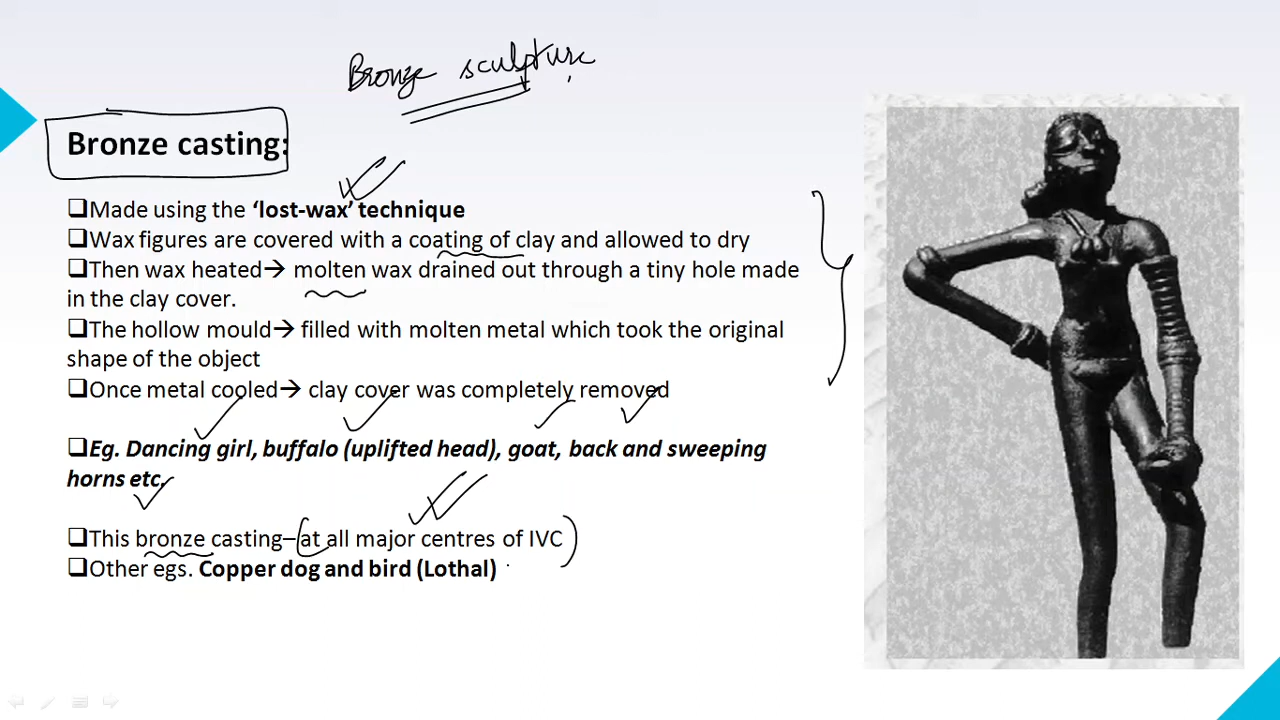 Bronze sculpture
Bronze casting:
❑Made using the ‘lost-wax’ technique
❑Wax figures are covered with a coating of clay and allowed to dry
❑Then wax heated→ molten wax drained out through a tiny hole made
in the clay cover.
❑The hollow mould→ filled with molten metal which took the original
shape of the object
❑Once metal cooled→ clay cover was completely removed
❑Eg. Dancing girl, buffalo (uplifted head), goat, back and sweeping
horns etc.
❑This bronze casting–at all major centres of IVC
❑Other egs. Copper dog and bird (Lothal)